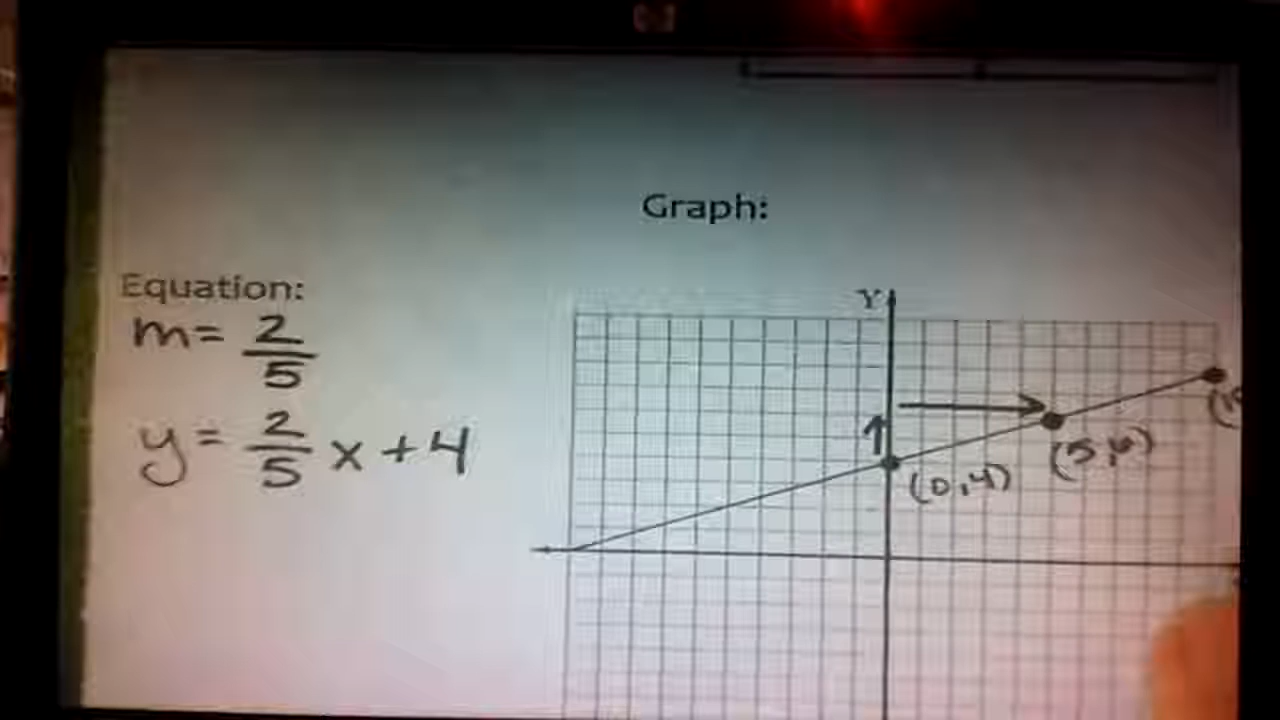 Graph:
Equation:
m = 2/5
Y
y = 2/5 x + 4
(5,6)
(0,4)